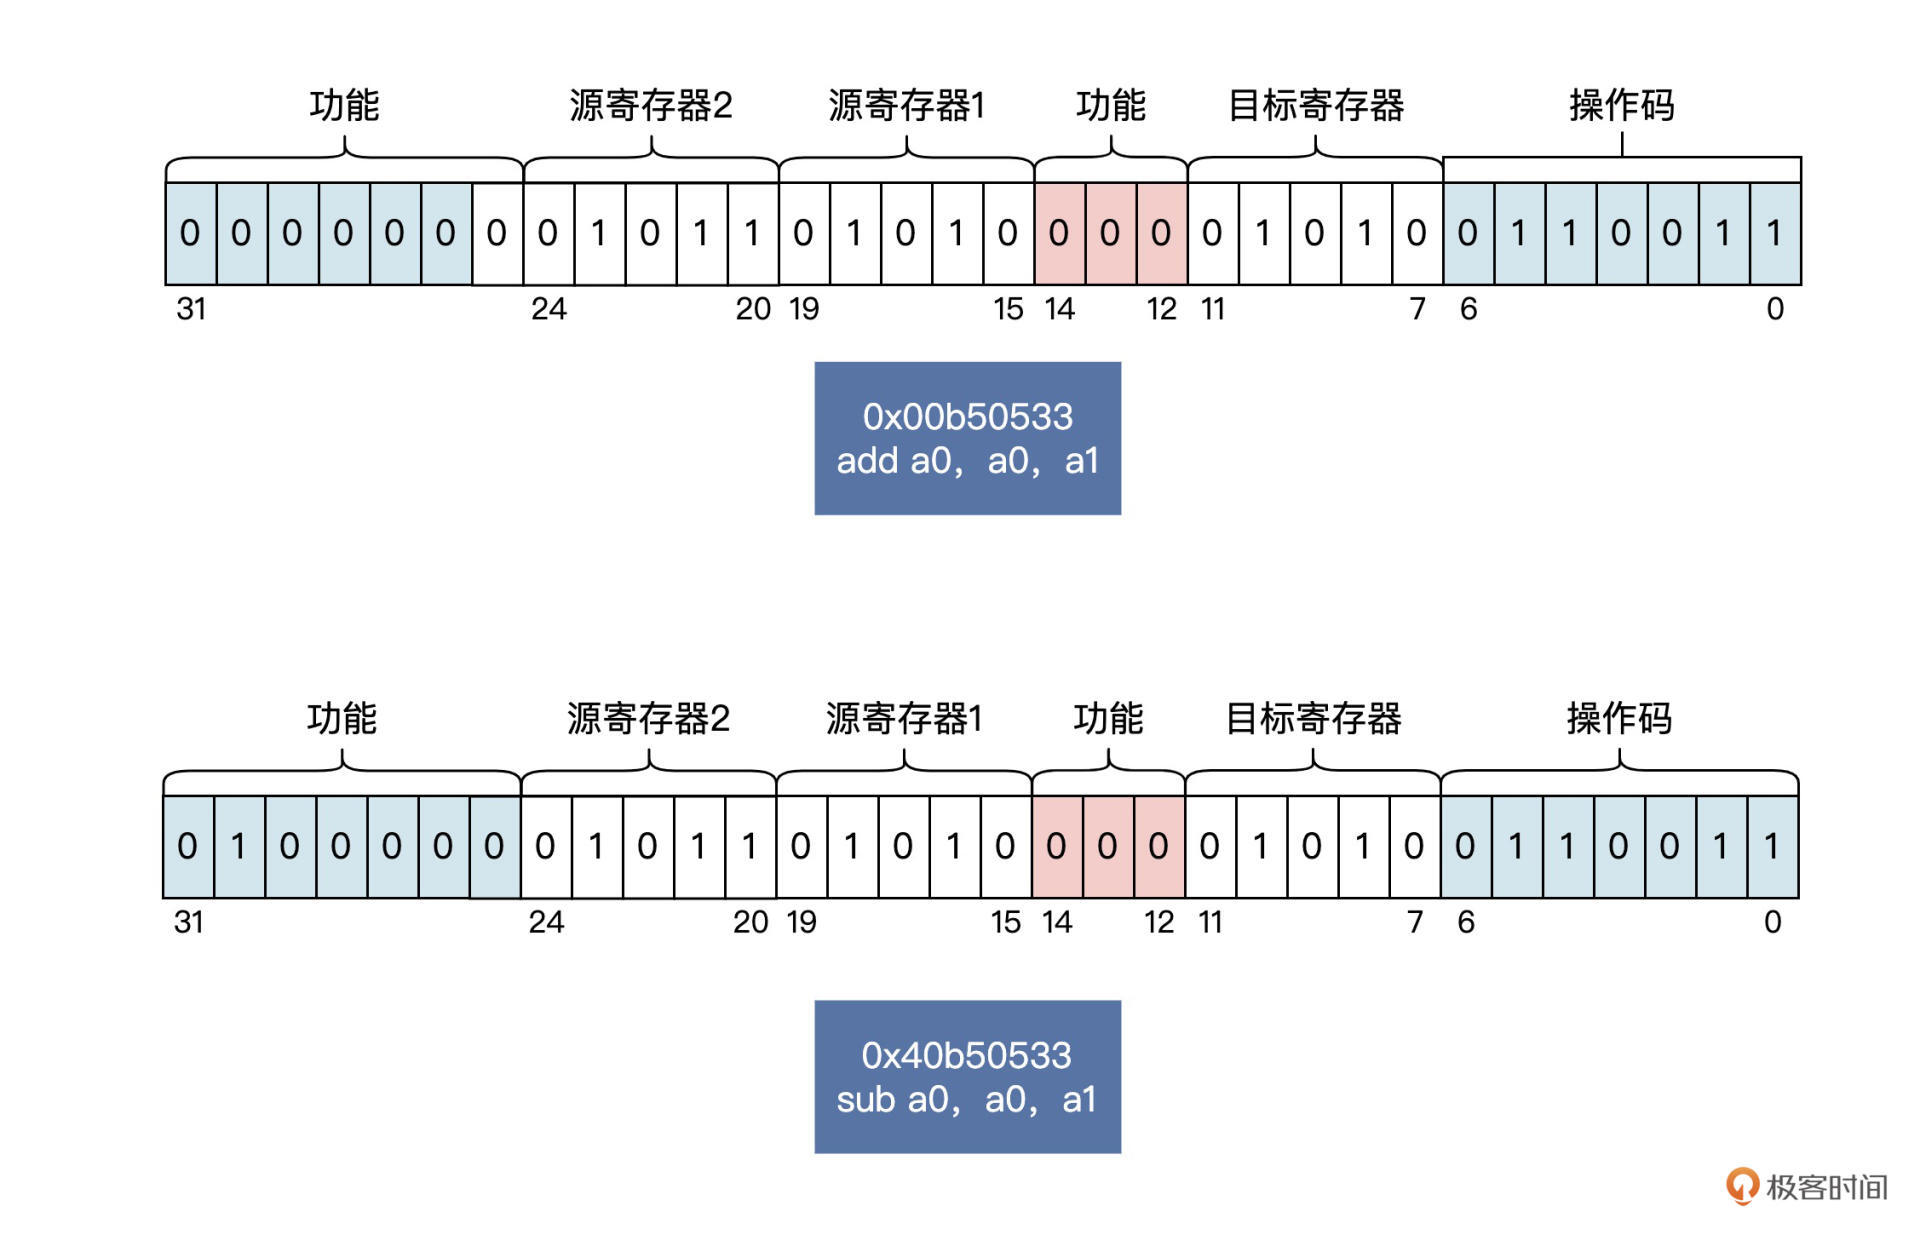 功能 源寄存器2 源寄存器1 功能 目标寄存器 操作码
0 0 0 0 0 0 0 0 1 0 1 1 0 1 0 1 0 0 0 0 0 1 0 1 0 0 1 1 0 0 1 1
31 24 20 19 15 14 12 11 7 6 0
0x00b50533
add a0，a0，a1
功能 源寄存器2 源寄存器1 功能 目标寄存器 操作码
0 1 0 0 0 0 0 0 1 0 1 1 0 1 0 1 0 0 0 0 0 1 0 1 0 0 1 1 0 0 1 1
31 24 20 19 15 14 12 11 7 6 0
0x40b50533
sub a0，a0，a1
极客时间